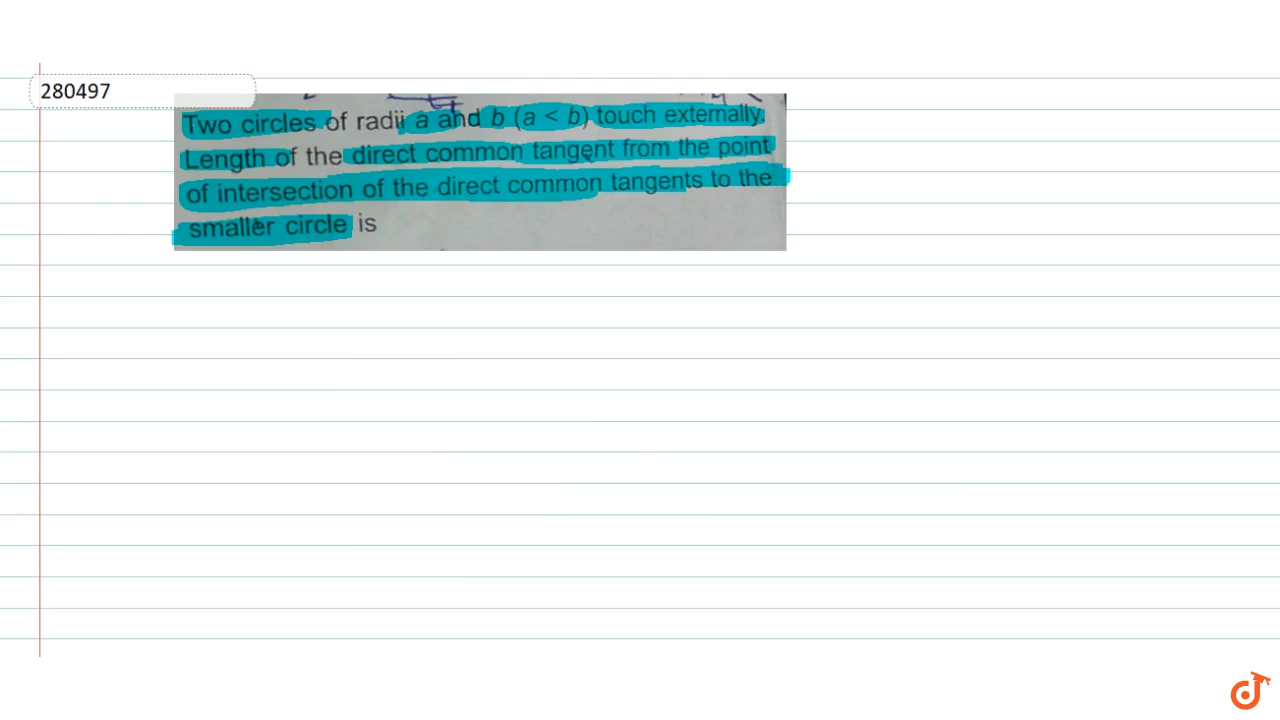 280497
Two circles of radii a and b (a < b) touch externally.
Length of the direct common tangent from the point
of intersection of the direct common tangents to the
smaller circle is